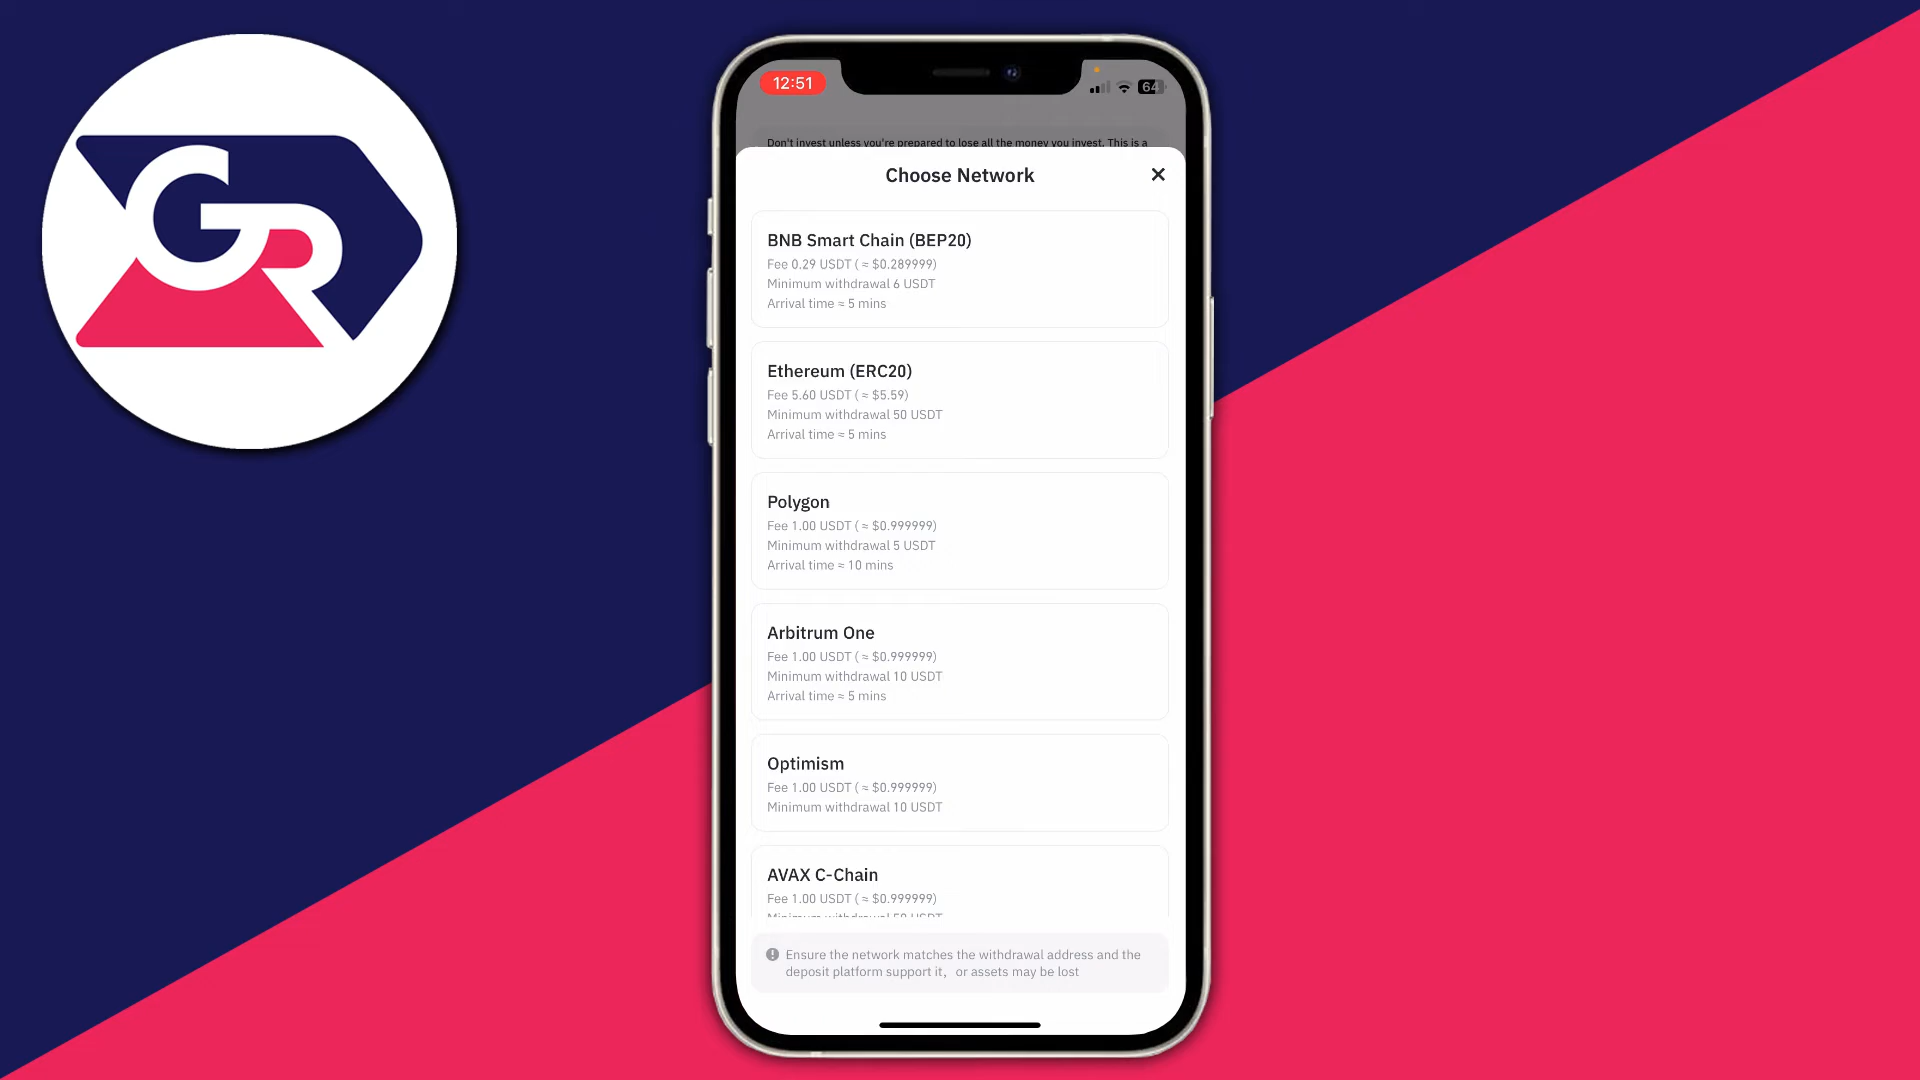 GR
12:51
64
Don't invest unless you're prepared to lose all the money you invest. This is a
Choose Network
BNB Smart Chain (BEP20)
Fee 0.29 USDT ( ≈ $0.289999)
Minimum withdrawal 6 USDT
Arrival time ≈ 5 mins
Ethereum (ERC20)
Fee 5.60 USDT ( ≈ $5.59)
Minimum withdrawal 50 USDT
Arrival time ≈ 5 mins
Polygon
Fee 1.00 USDT ( ≈ $0.999999)
Minimum withdrawal 5 USDT
Arrival time ≈ 10 mins
Arbitrum One
Fee 1.00 USDT ( ≈ $0.999999)
Minimum withdrawal 10 USDT
Arrival time ≈ 5 mins
Optimism
Fee 1.00 USDT ( ≈ $0.999999)
Minimum withdrawal 10 USDT
AVAX C-Chain
Fee 1.00 USDT ( ≈ $0.999999)
Minimum withdrawal 50 USDT
Ensure the network matches the withdrawal address and the
deposit platform support it, or assets may be lost